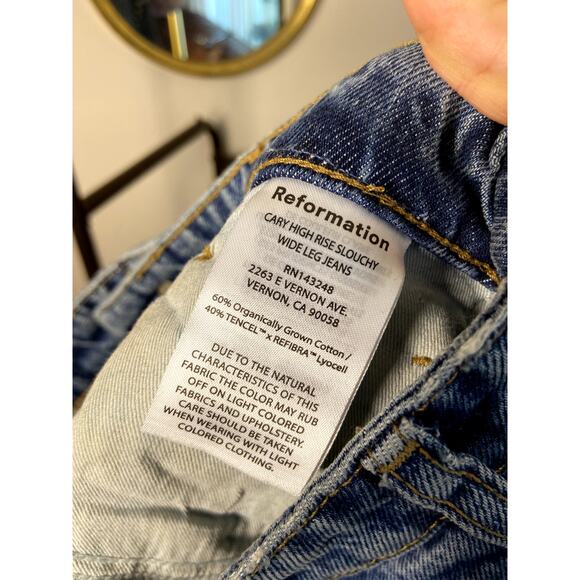 Reformation
CARY HIGH RISE SLOUCHY
WIDE LEG JEANS
RN143248
2263 E VERNON AVE.
VERNON, CA 90058
60% Organically Grown Cotton /
40% TENCEL™ x REFIBRA™ Lyocell
DUE TO THE NATURAL
CHARACTERISTICS OF THIS
FABRIC THE COLOR MAY RUB
OFF ON LIGHT COLORED
FABRICS AND UPHOLSTERY.
CARE SHOULD BE TAKEN
WHEN WEARING WITH LIGHT
COLORED CLOTHING.